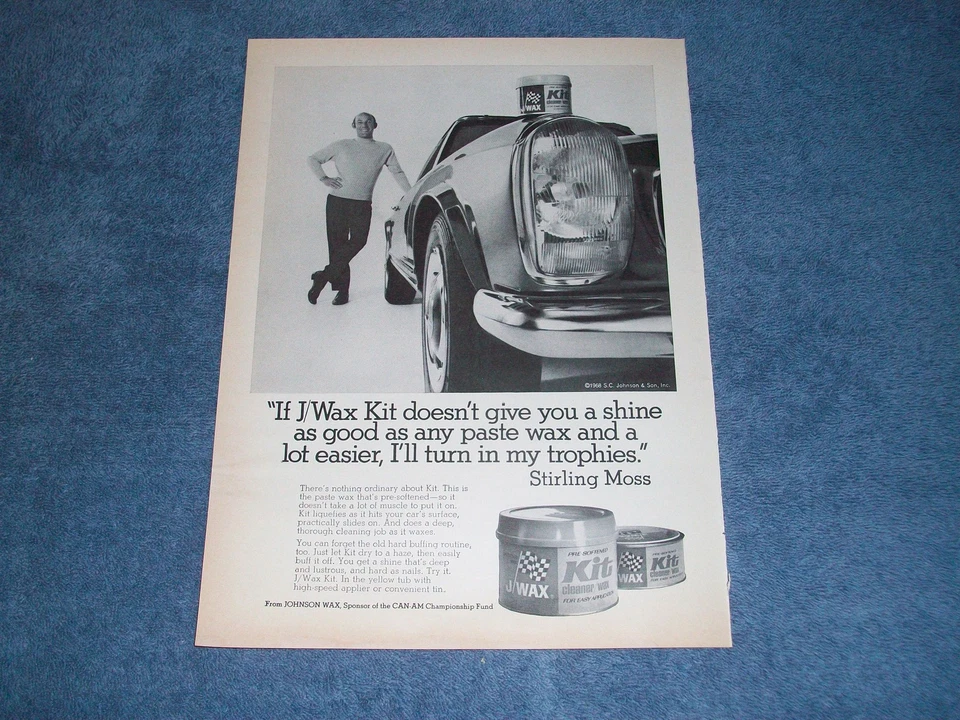 J/WAX Kit
cleaner wax
©1968 S.C. Johnson & Son, Inc.
"If J/Wax Kit doesn't give you a shine
as good as any paste wax and a
lot easier, I'll turn in my trophies."
Stirling Moss
There's nothing ordinary about Kit. This is
the paste wax that's pre-softened—so it
doesn't take a lot of muscle to put it on.
Kit liquefies as it hits your car's surface,
practically slides on. And does a deep,
thorough cleaning job as it waxes.
You can forget the old hard buffing routine,
too. Just let Kit dry to a haze, then easily
buff it off. You get a shine that's deep
and lustrous, and hard as nails. Try it.
J/Wax Kit. In the yellow tub with
high-speed applier or convenient tin.
From JOHNSON WAX, Sponsor of the CAN-AM Championship Fund
PRE SOFTENED
Kit
J/WAX
cleaner wax
FOR EASY APPLICATION
J/WAX
Kit
cleaner wax